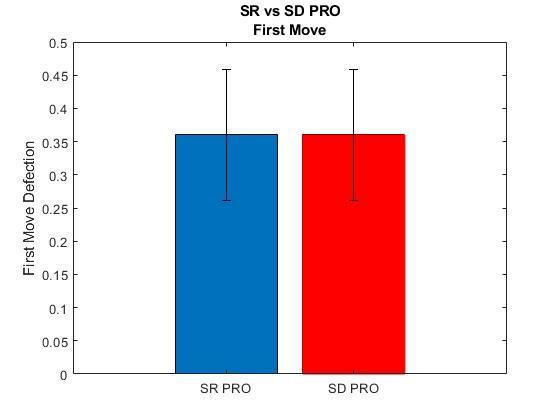 SR vs SD PRO
First Move
0.5
0.45
0.4
0.35
0.3
0.25
0.2
0.15
0.1
0.05
0
First Move Defection
SR PRO
SD PRO